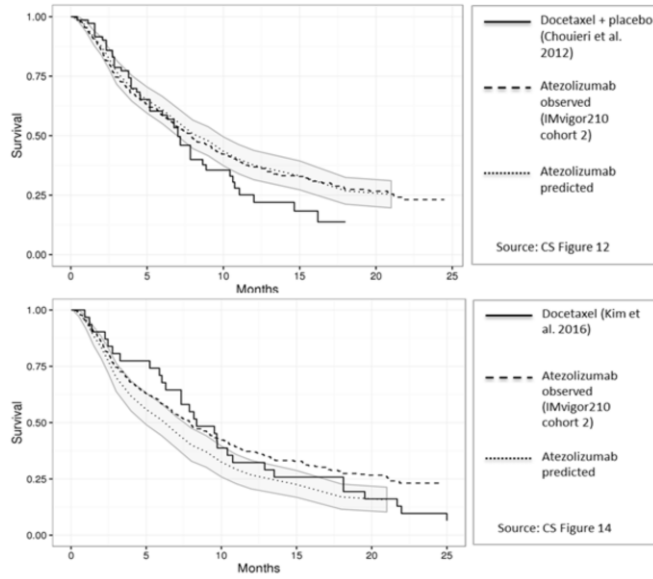 1.00
0.75
0.50
0.25
0.00
Survival
0
5
10
15
20
25
Months
Docetaxel + placebo
(Chouieri et al.
2012)
Atezolizumab
observed
(IMvigor210
cohort 2)
Atezolizumab
predicted
Source: CS Figure 12
1.00
0.75
0.50
0.25
0.00
Survival
0
5
10
15
20
25
Months
Docetaxel (Kim et
al. 2016)
Atezolizumab
observed
(IMvigor210
cohort 2)
Atezolizumab
predicted
Source: CS Figure 14